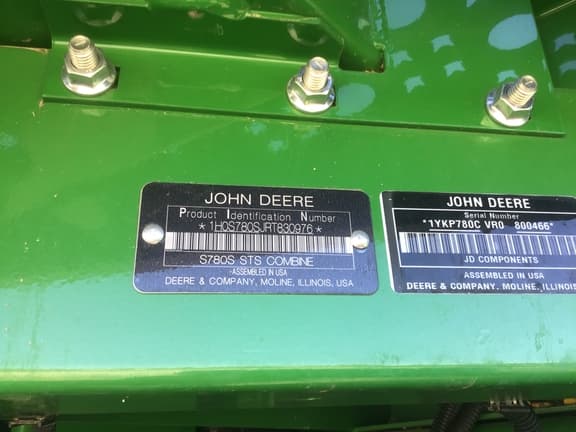 JOHN DEERE
Product Identification Number
*1H0S780SJRT830976*
S780S STS COMBINE
ASSEMBLED IN USA
DEERE & COMPANY, MOLINE, ILLINOIS, USA
JOHN DEERE
Serial Number
*1YKP780C VR0 800466*
JD COMPONENTS
ASSEMBLED IN USA
DEERE & COMPANY, MOLINE, ILLINOIS